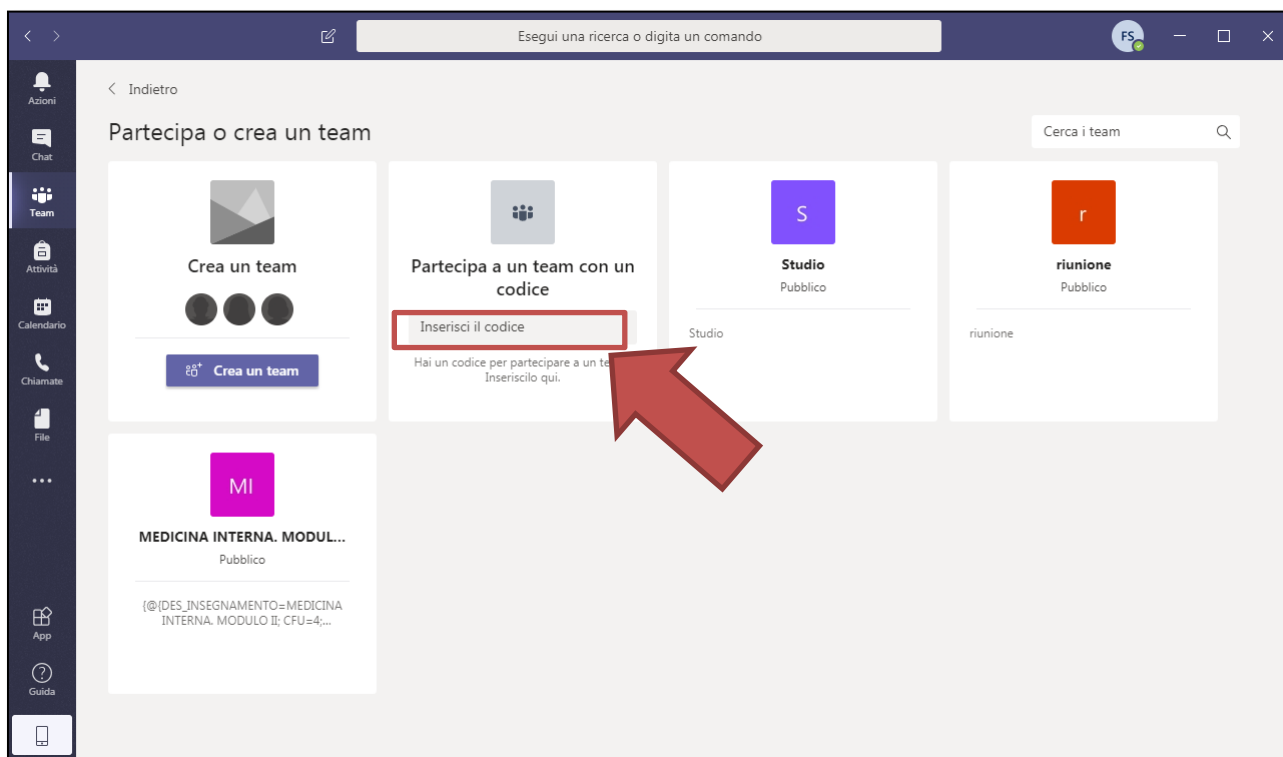 Esegui una ricerca o digita un comando
FS
Azioni
Chat
Team
Attività
Calendario
Chiamate
File
App
Guida
Indietro
Partecipa o crea un team
Cerca i team
Crea un team
Crea un team
Partecipa a un team con un
codice
Inserisci il codice
Hai un codice per partecipare a un
Inseriscilo qui.
S
Studio
Pubblico
Studio
r
riunione
Pubblico
riunione
MI
MEDICINA INTERNA. MODUL...
Pubblico
{@{DES_INSEGNAMENTO=MEDICINA
INTERNA. MODULO II; CFU=4;...